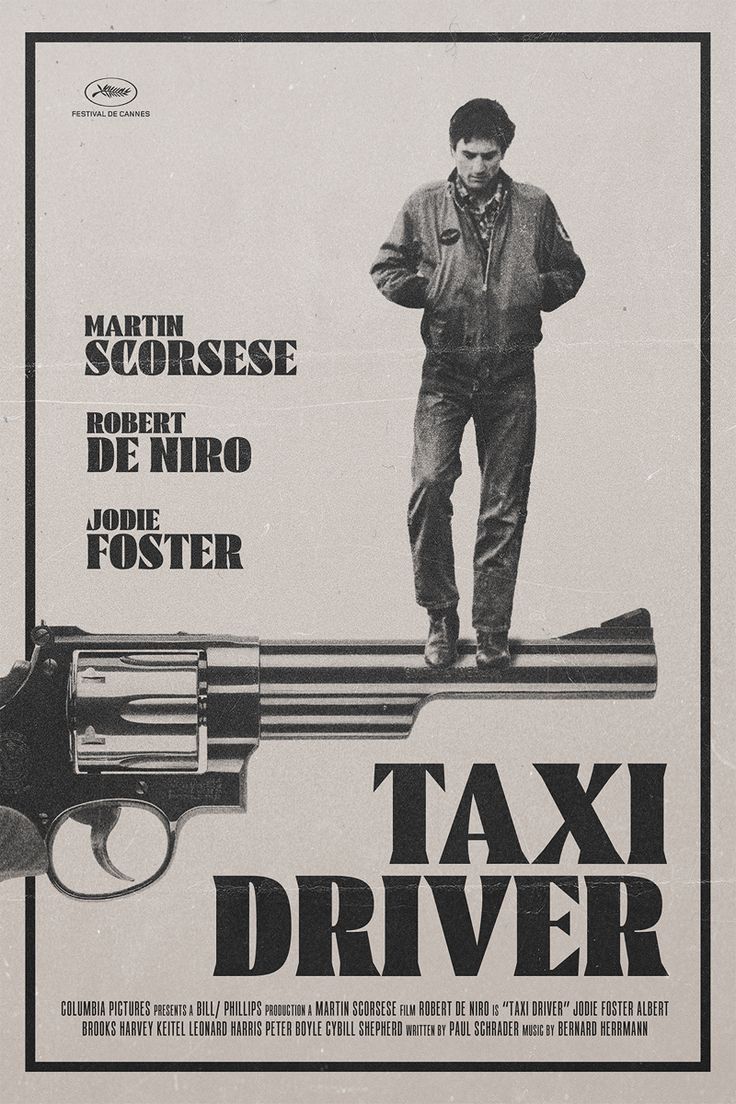 FESTIVAL DE CANNES
MARTIN
SCORSESE
ROBERT
DE NIRO
JODIE
FOSTER
TAXI
DRIVER
COLUMBIA PICTURES PRESENTS A BILL/ PHILLIPS PRODUCTION A MARTIN SCORSESE FILM ROBERT DE NIRO IS "TAXI DRIVER" JODIE FOSTER ALBERT
BROOKS HARVEY KEITEL LEONARD HARRIS PETER BOYLE CYBILL SHEPHERD WRITTEN BY PAUL SCHRADER MUSIC BY BERNARD HERRMANN